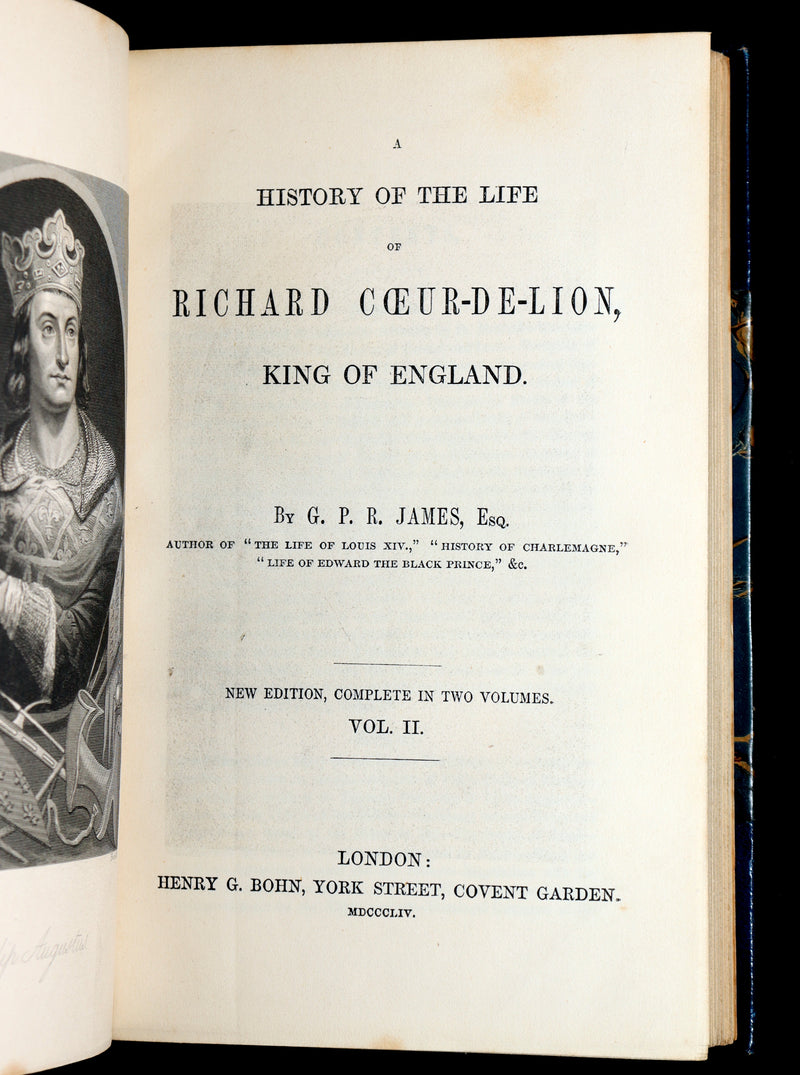 A
HISTORY OF THE LIFE
OF
RICHARD CŒUR-DE-LION,
KING OF ENGLAND.
BY G. P. R. JAMES, ESQ.
AUTHOR OF "THE LIFE OF LOUIS XIV.," "HISTORY OF CHARLEMAGNE,"
"LIFE OF EDWARD THE BLACK PRINCE," &c.
NEW EDITION, COMPLETE IN TWO VOLUMES.
VOL. II.
LONDON:
HENRY G. BOHN, YORK STREET, COVENT GARDEN.
MDCCCLIV.
Augustus